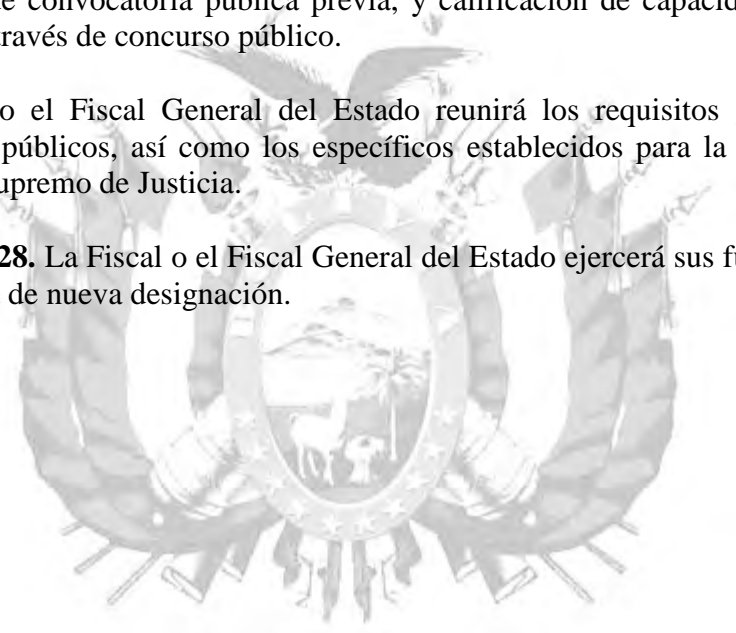 de convocatoria pública previa, y calificación de capacid
través de concurso público.
o el Fiscal General del Estado reunirá los requisitos
públicos, así como los específicos establecidos para la
upremo de Justicia.
28. La Fiscal o el Fiscal General del Estado ejercerá sus fu
de nueva designación.